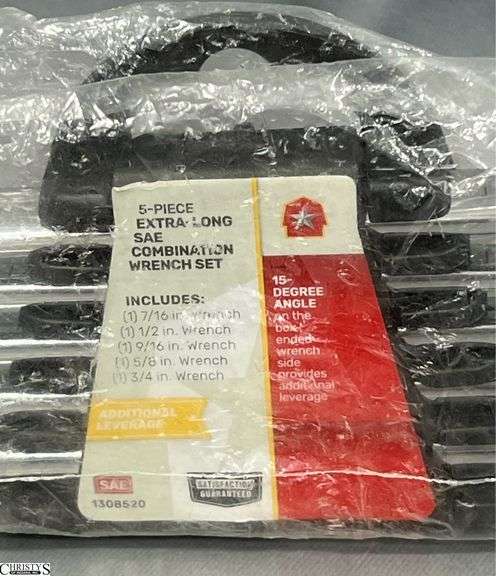 5-PIECE
EXTRA-LONG
SAE
COMBINATION
WRENCH SET
INCLUDES:
(1) 7/16 in. Wrench
(1) 1/2 in. Wrench
(1) 9/16 in. Wrench
(1) 5/8 in. Wrench
(1) 3/4 in. Wrench
ADDITIONAL
LEVERAGE
SAE
1308520
SATISFACTION
GUARANTEED
15-
DEGREE
ANGLE
on the
box
ended
wrench
side
provides
additional
leverage
CHRISTY'S